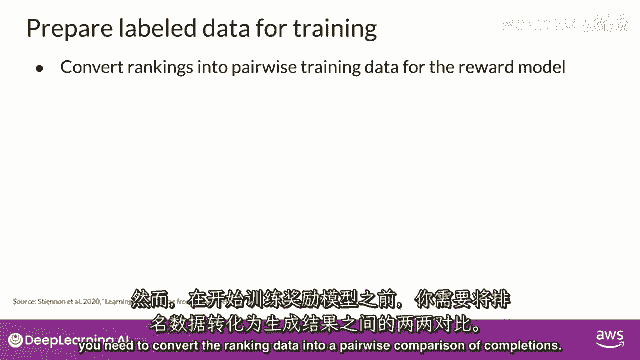 Prepare labeled data for training
● Convert rankings into pairwise training data for the reward model
Source: Stiennon et al. 2020, "Learning
然而，在开始训练奖励模型之前，你需要将排
名数据转化为生成结果之间的两两对比。
you need to convert the ranking data into a pairwise comparison of completions.
DeepLearning.AI
aws